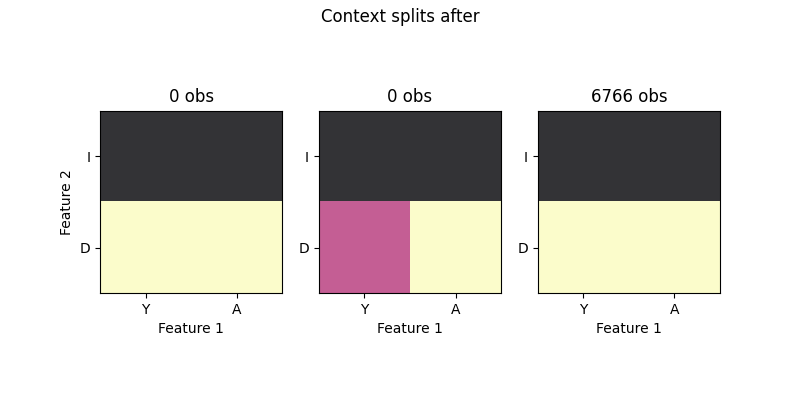 Context splits after
0 obs
0 obs
6766 obs
Feature 2
I
D
I
D
I
D
Y
A
Y
A
Y
A
Feature 1
Feature 1
Feature 1